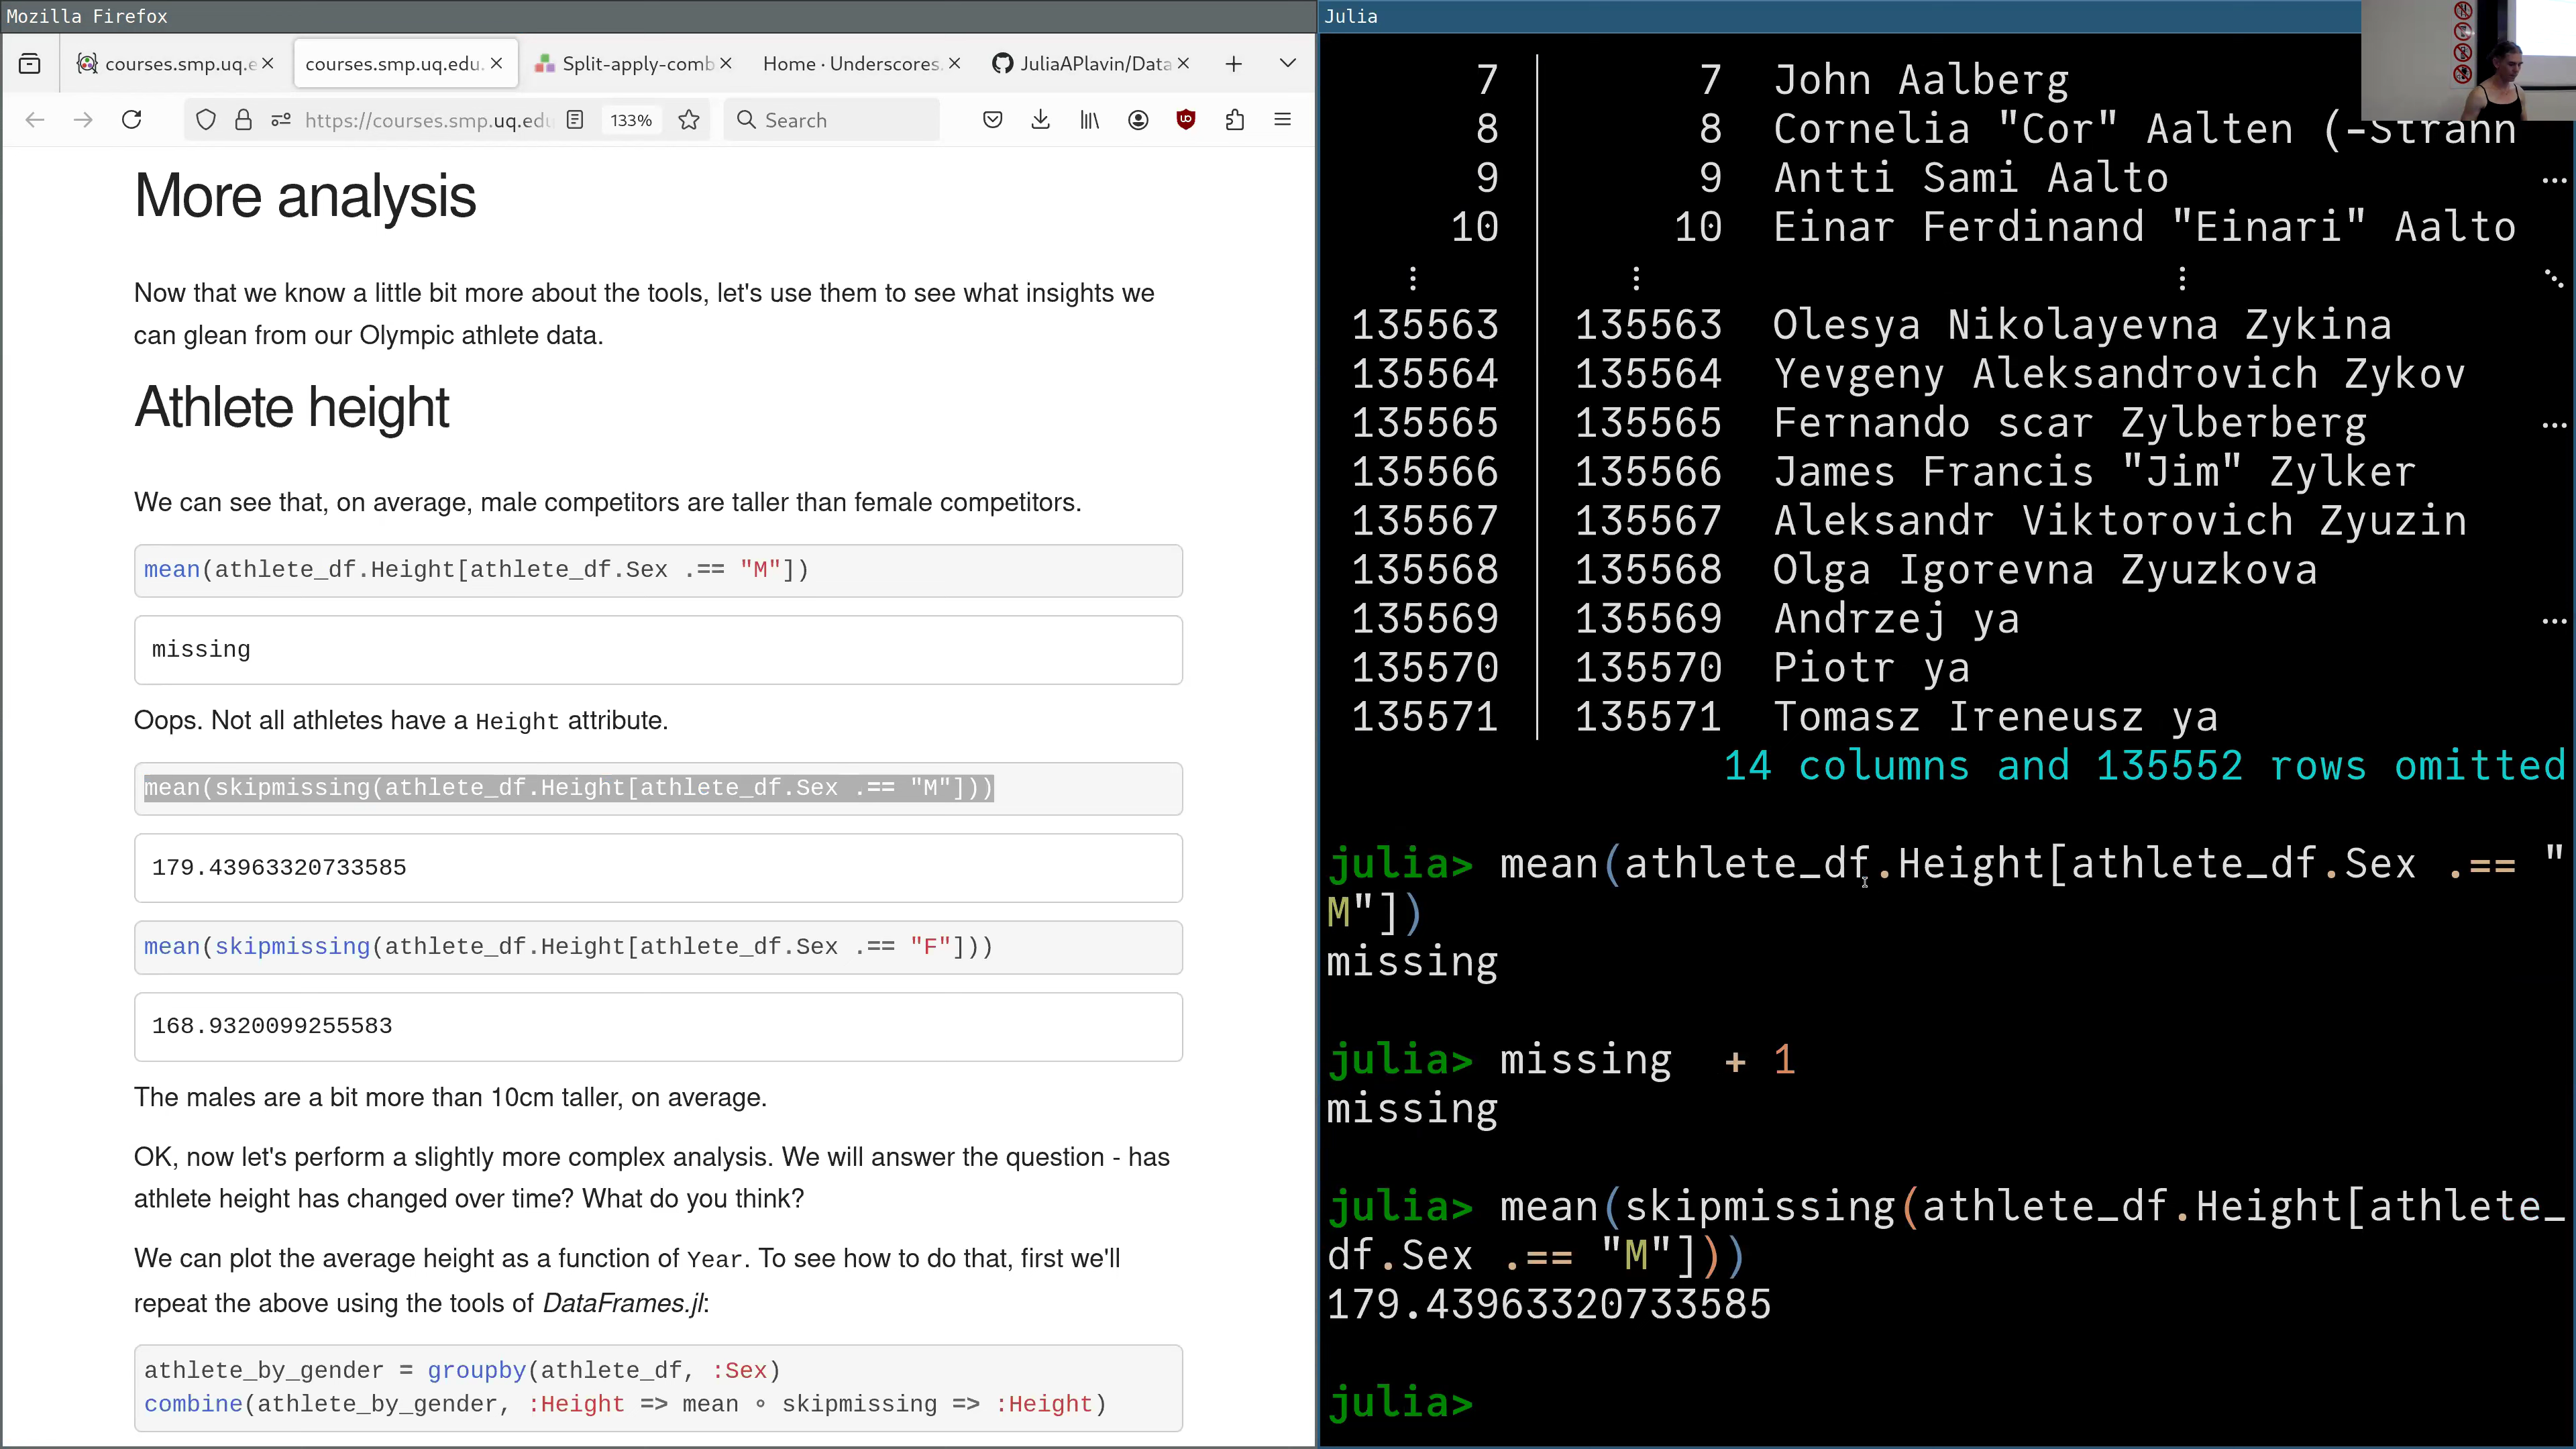 Mozilla Firefox
courses.smp.uq.e
courses.smp.uq.edu.
Split-apply-comb
Home · Underscores.
JuliaAPlavin/Data
https://courses.smp.uq.edu
133%
Search
More analysis
Now that we know a little bit more about the tools, let's use them to see what insights we
can glean from our Olympic athlete data.
Athlete height
We can see that, on average, male competitors are taller than female competitors.
mean(athlete_df.Height[athlete_df.Sex .== "M"])
missing
Oops. Not all athletes have a Height attribute.
mean(skipmissing(athlete_df.Height[athlete_df.Sex .== "M"]))
179.43963320733585
mean(skipmissing(athlete_df.Height[athlete_df.Sex .== "F"]))
168.9320099255583
The males are a bit more than 10cm taller, on average.
OK, now let's perform a slightly more complex analysis. We will answer the question - has
athlete height has changed over time? What do you think?
We can plot the average height as a function of Year. To see how to do that, first we'll
repeat the above using the tools of DataFrames.jl:
athlete_by_gender = groupby(athlete_df, :Sex)
combine(athlete_by_gender, :Height => mean ∘ skipmissing => :Height)
Julia
7 7 John Aalberg
8 8 Cornelia "Cor" Aalten (-Strann
9 9 Antti Sami Aalto …
10 10 Einar Ferdinand "Einari" Aalto
⋮ ⋮ ⋮ ⋱
135563 135563 Olesya Nikolayevna Zykina
135564 135564 Yevgeny Aleksandrovich Zykov
135565 135565 Fernando scar Zylberberg …
135566 135566 James Francis "Jim" Zylker
135567 135567 Aleksandr Viktorovich Zyuzin
135568 135568 Olga Igorevna Zyuzkova
135569 135569 Andrzej ya …
135570 135570 Piotr ya
135571 135571 Tomasz Ireneusz ya
14 columns and 135552 rows omitted
julia> mean(athlete_df.Height[athlete_df.Sex .== "
M"])
missing
julia> missing  + 1
missing
julia> mean(skipmissing(athlete_df.Height[athlete_
df.Sex .== "M"]))
179.43963320733585
julia>